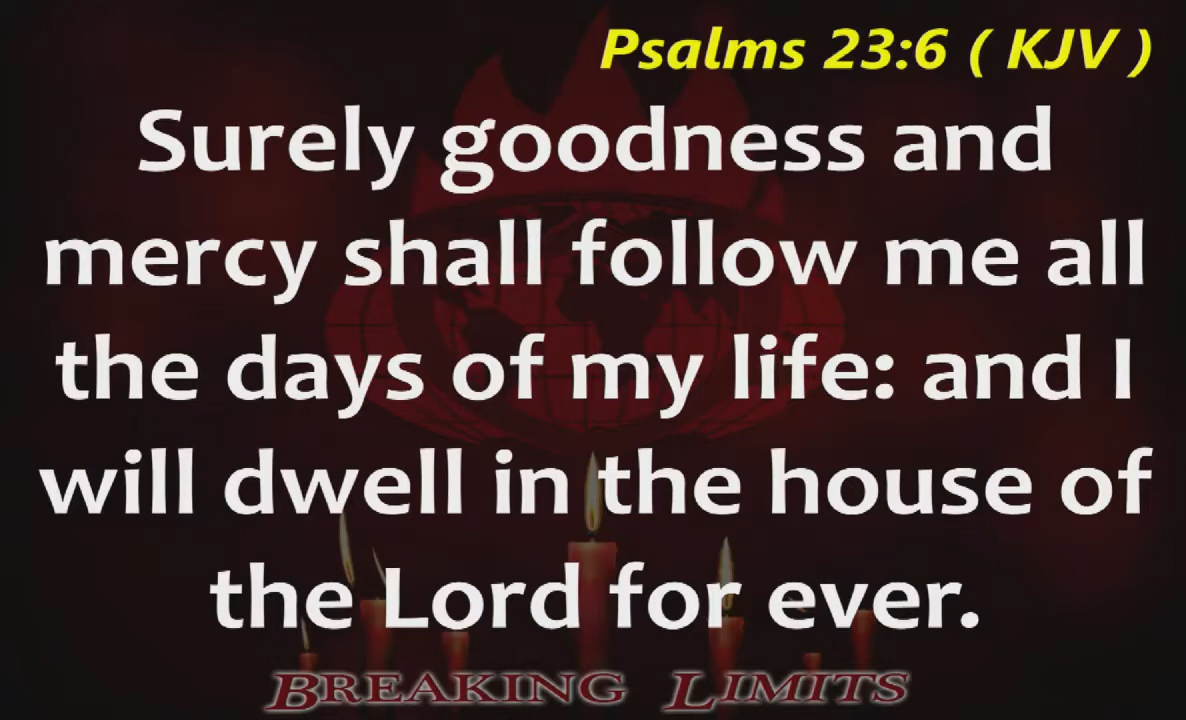 Psalms 23:6 ( KJV )
Surely goodness and
mercy shall follow me all
the days of my life: and I
will dwell in the house of
the Lord for ever.
BREAKING LIMITS